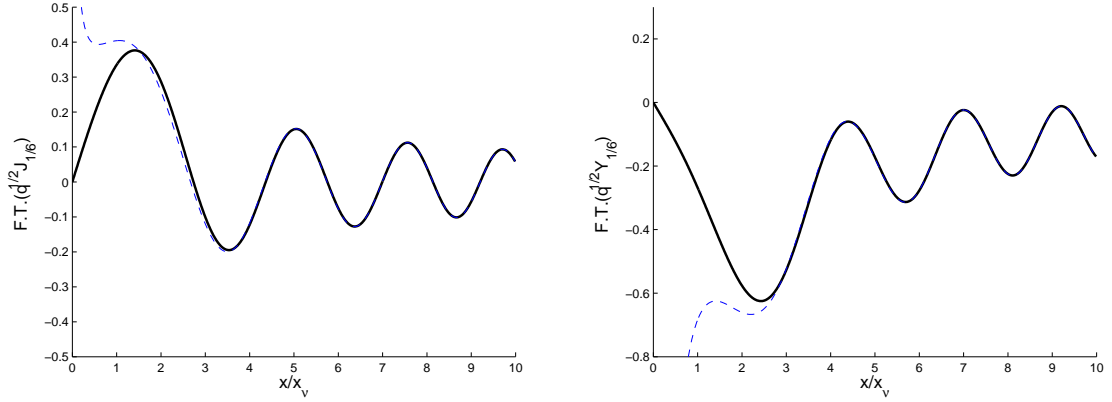 0.5
0.4
0.3
0.2
0.1
0
−0.1
−0.2
−0.3
−0.4
−0.5
F.T.(q^{1/2}J_{1/6})
0 1 2 3 4 5 6 7 8 9 10
x/x_ν
0.2
0
−0.2
−0.4
−0.6
−0.8
F.T.(q^{1/2}Y_{1/6})
0 1 2 3 4 5 6 7 8 9 10
x/x_ν